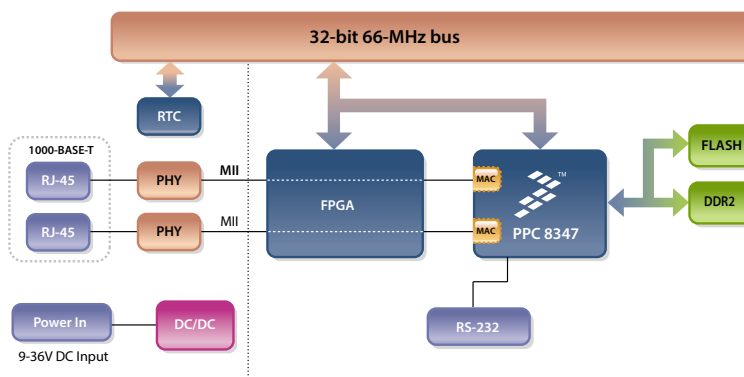 32-bit 66-MHz bus
RTC
1000-BASE-T
RJ-45
PHY
MII
FPGA
MAC
TM
PPC 8347
FLASH
RJ-45
PHY
MII
MAC
DDR2
Power In
DC/DC
RS-232
9-36V DC Input